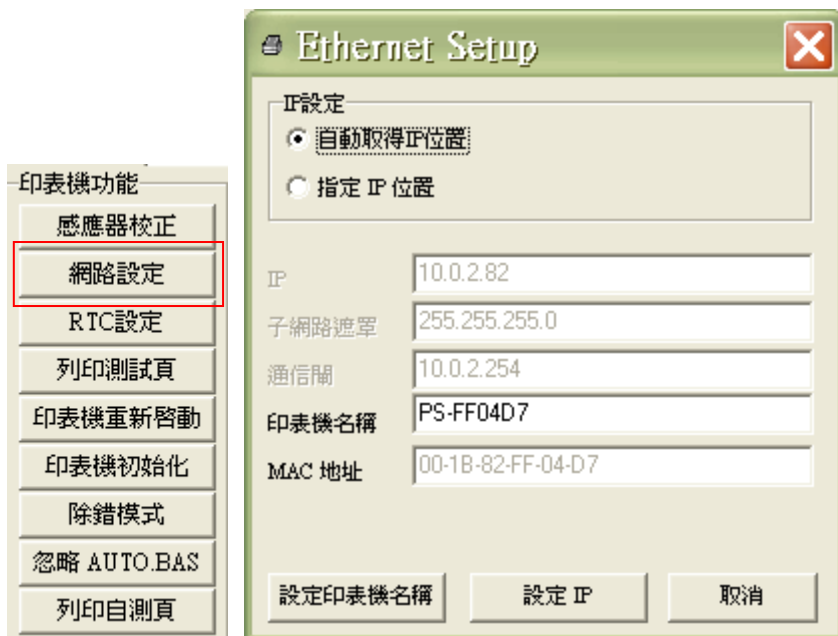 印表機功能
感應器校正
網路設定
RTC設定
列印測試頁
印表機重新啓動
印表機初始化
除錯模式
忽略 AUTO.BAS
列印自測頁
Ethernet Setup
IP設定
自動取得IP位置
指定 IP 位置
IP 10.0.2.82
子網路遮罩 255.255.255.0
通信閘 10.0.2.254
印表機名稱 PS-FF04D7
MAC 地址 00-1B-82-FF-04-D7
設定印表機名稱 設定 IP 取消